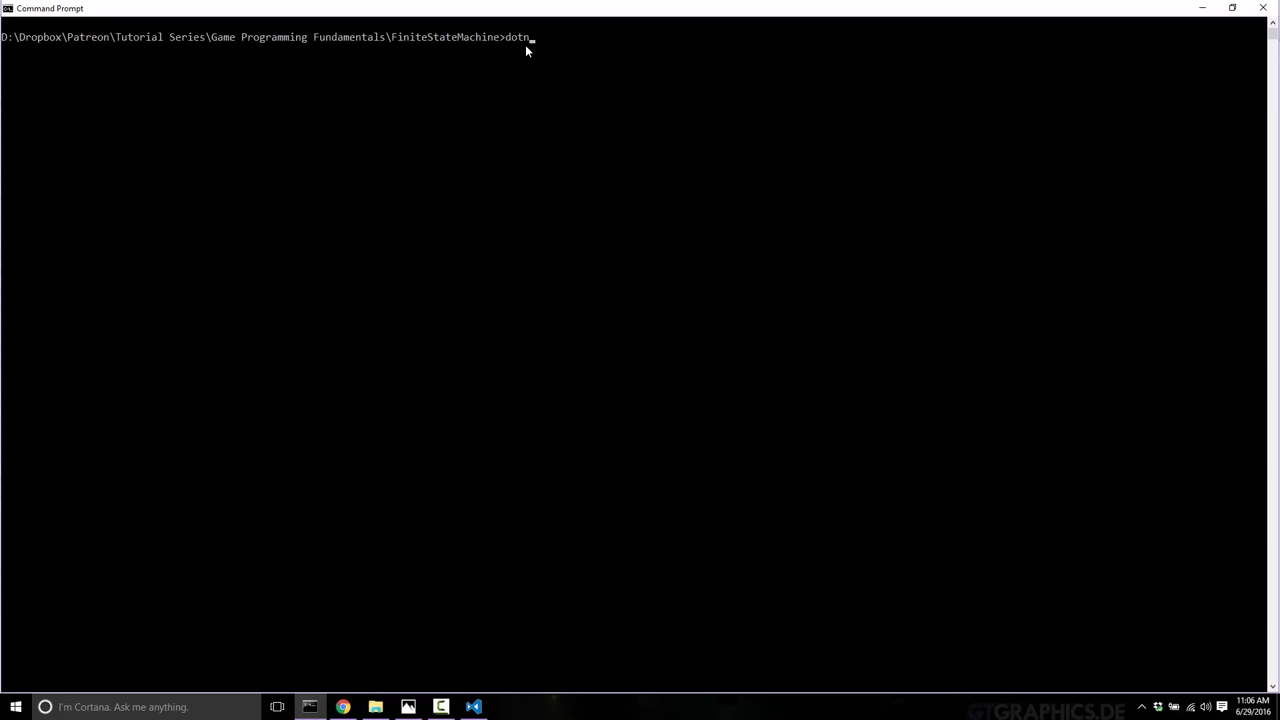 Command Prompt
D:\Dropbox\Patreon\Tutorial Series\Game Programming Fundamentals\FiniteStateMachine>dotn_
I'm Cortana. Ask me anything.
11:06 AM
6/29/2016
GTGRAPHICS.DE